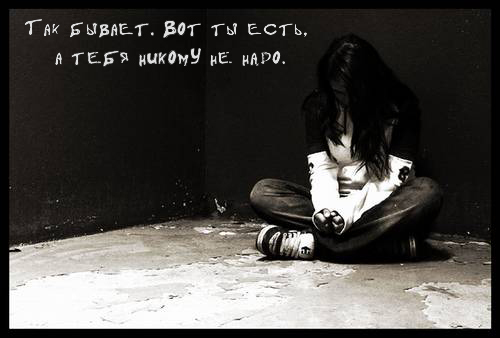 Так бывает. Вот ты есть,
а тебя никому не надо.